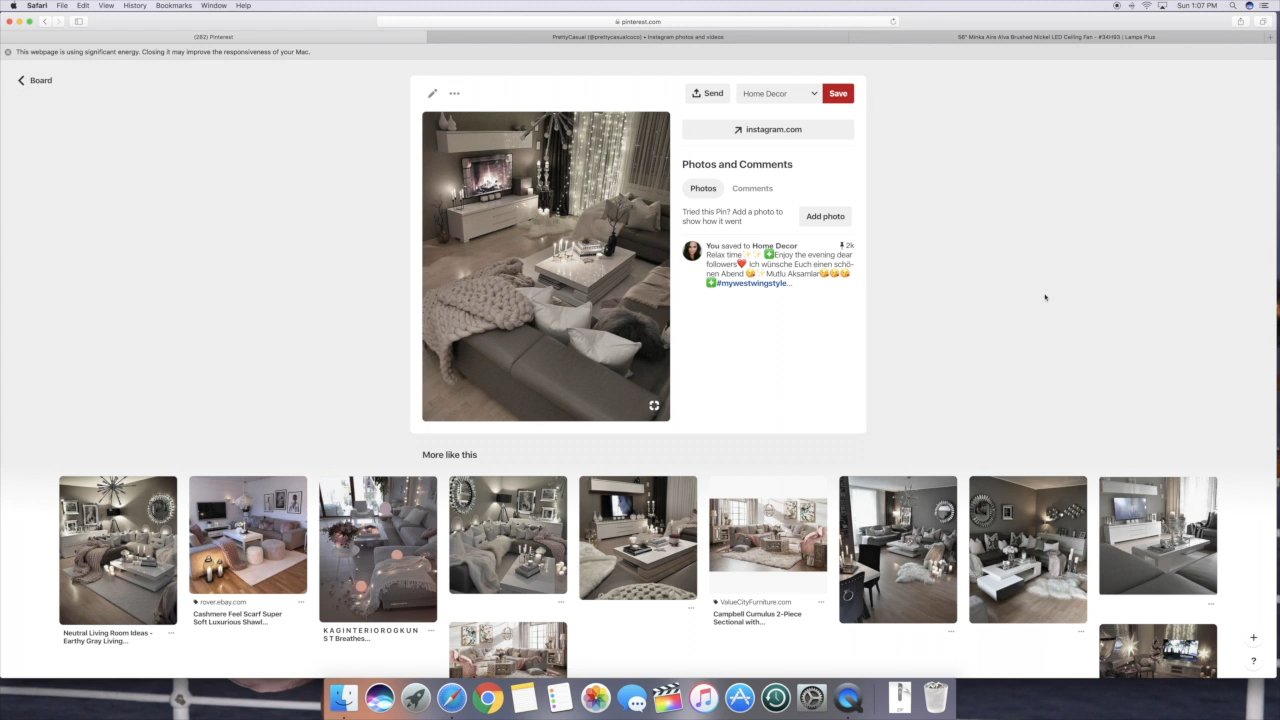 Safari File Edit View History Bookmarks Window Help
Sun 1:07 PM
pinterest.com
(282) Pinterest
PrettyCasual (@prettycasualcoco) • Instagram photos and videos
56" Minka Aire Alva Brushed Nickel LED Ceiling Fan - #34H93 | Lamps Plus
This webpage is using significant energy. Closing it may improve the responsiveness of your Mac.
Board
Send
Home Decor
Save
instagram.com
Photos and Comments
Photos
Comments
Tried this Pin? Add a photo to
show how it went
Add photo
You saved to Home Decor
2k
Relax time✨✨ Enjoy the evening dear
followers❤️ Ich wünsche Euch einen schö-
nen Abend 😘✨Mutlu Aksamlar😘😘😘
#mywestwingstyle...
More like this
Neutral Living Room Ideas -
Earthy Gray Living...
rover.ebay.com
Cashmere Feel Scarf Super
Soft Luxurious Shawl...
K A G I N T E R I O R O G K U N
S T Breathes...
ValueCityFurniture.com
Campbell Cumulus 2-Piece
Sectional with...